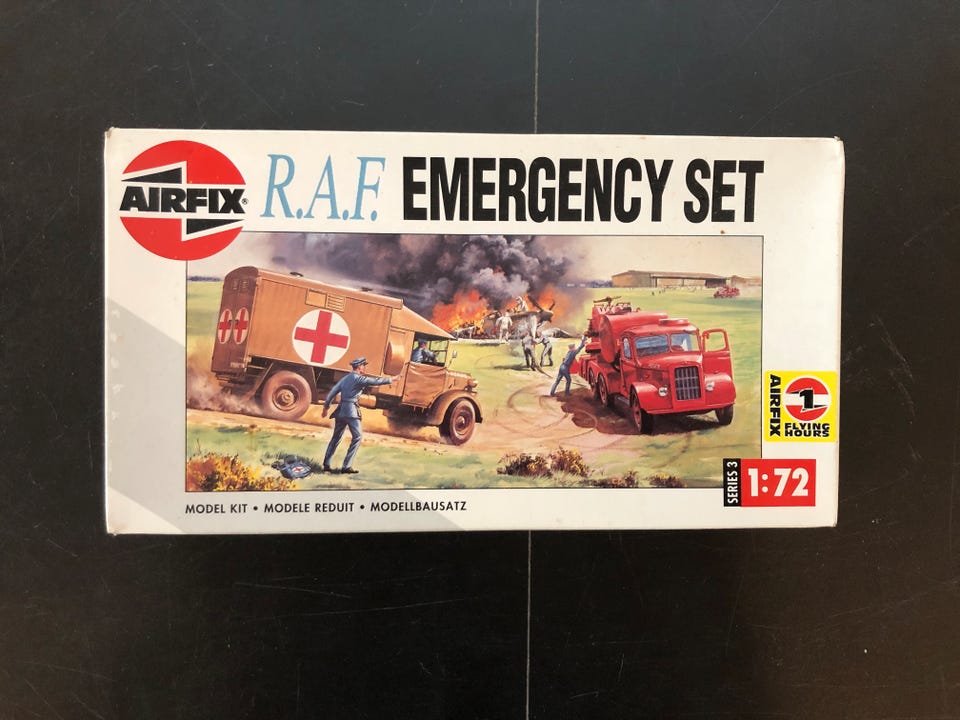 AIRFIX®
R.A.F. EMERGENCY SET
1
AIRFIX
FLYING
HOURS
SERIES 3
1:72
MODEL KIT • MODELE REDUIT • MODELLBAUSATZ